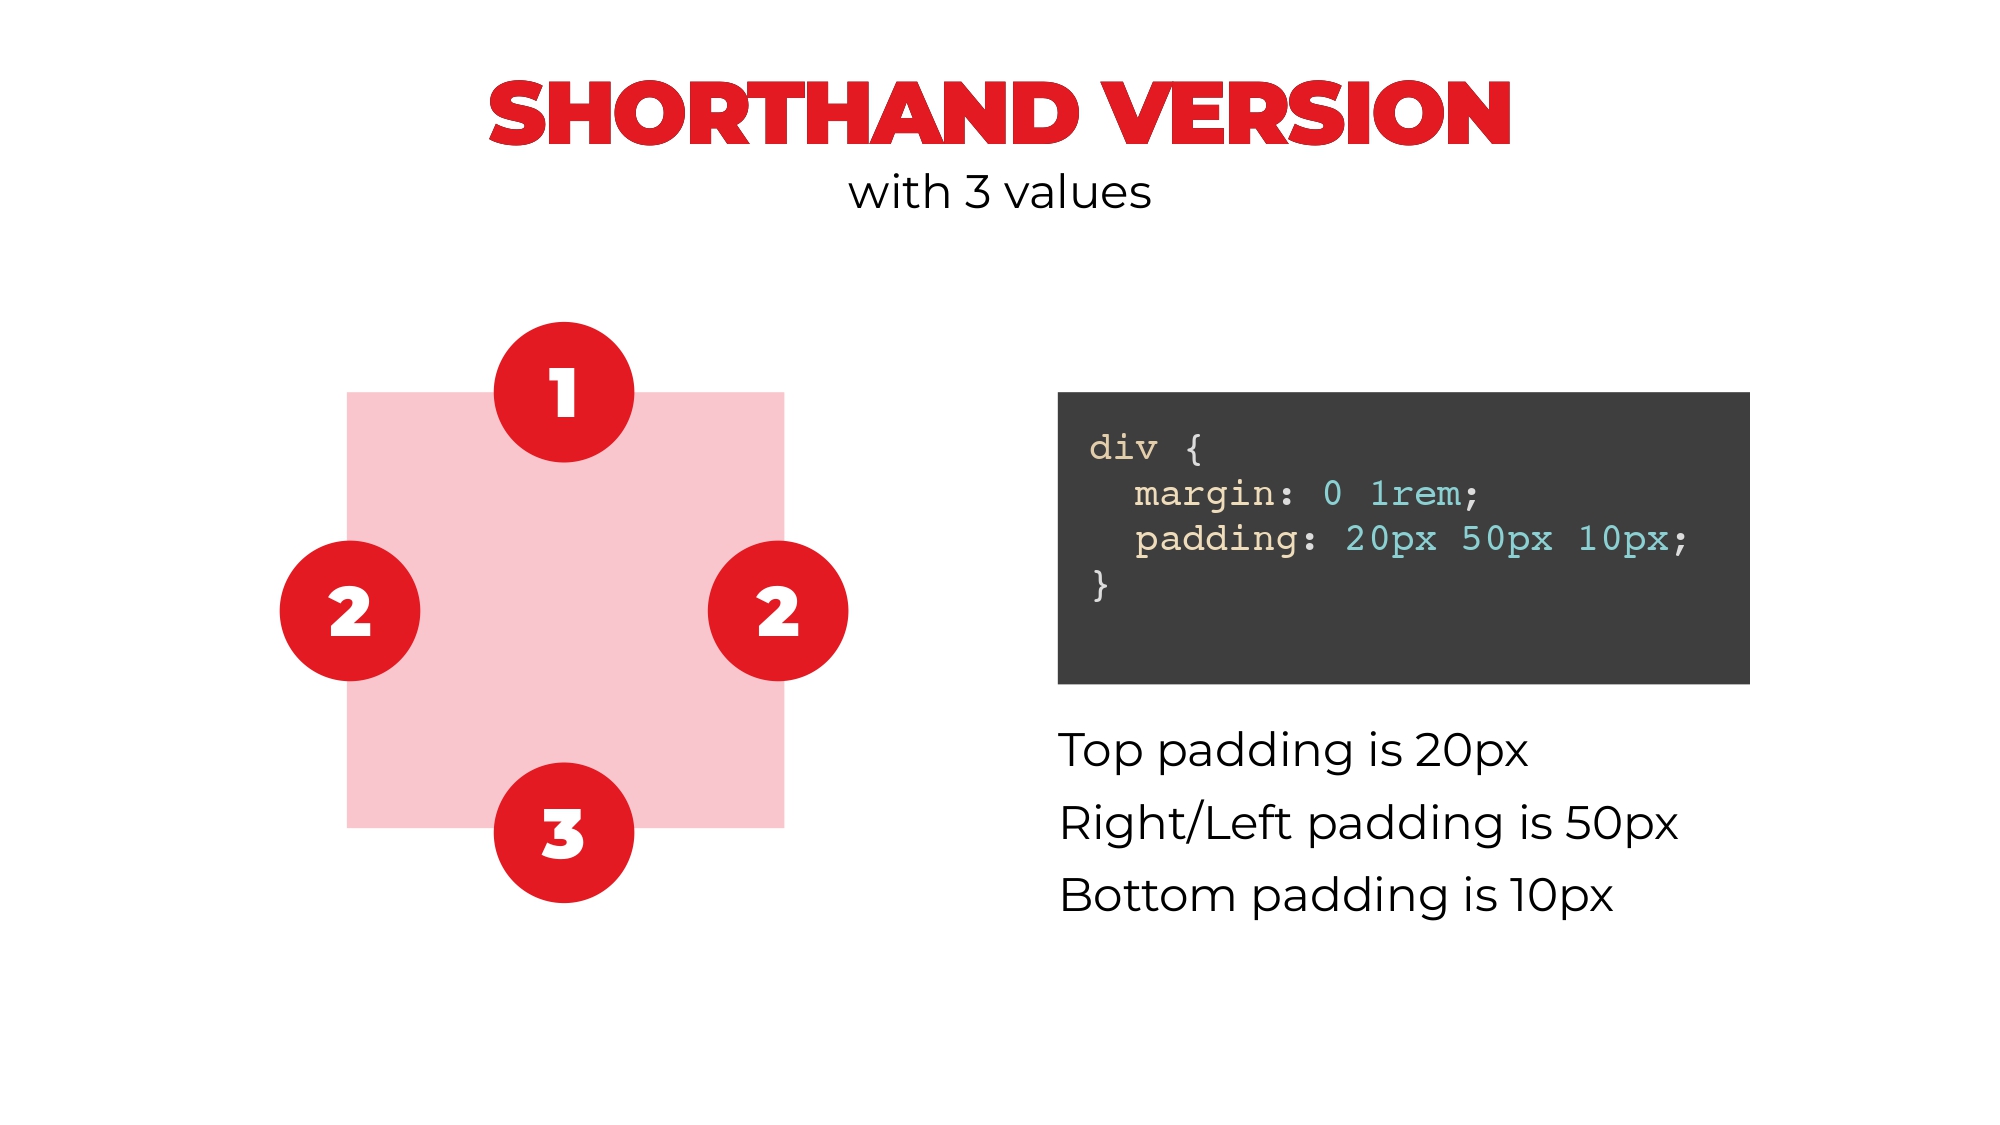 SHORTHAND VERSION
with 3 values
1
2
2
3
div {
  margin: 0 1rem;
  padding: 20px 50px 10px;
}
Top padding is 20px
Right/Left padding is 50px
Bottom padding is 10px